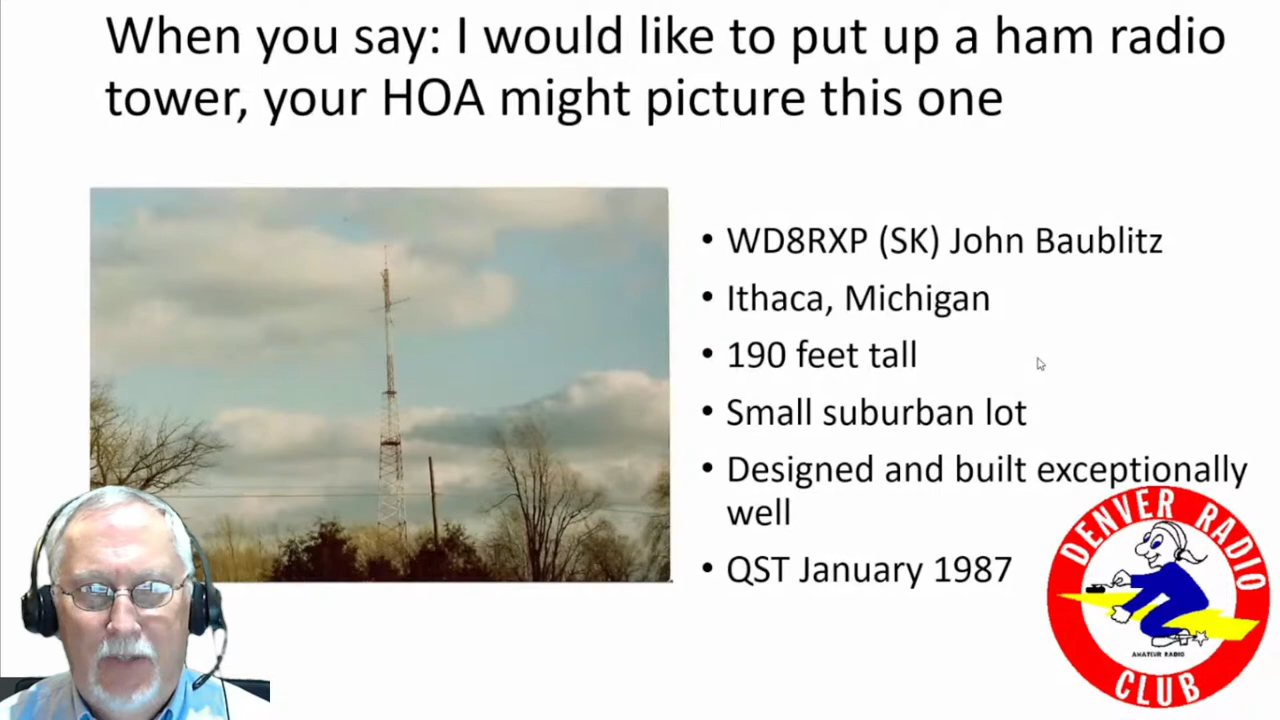 When you say: I would like to put up a ham radio
tower, your HOA might picture this one
• WD8RXP (SK) John Baublitz
• Ithaca, Michigan
• 190 feet tall
• Small suburban lot
• Designed and built exceptionally
well
• QST January 1987
DENVER RADIO
AMATEUR RADIO
CLUB